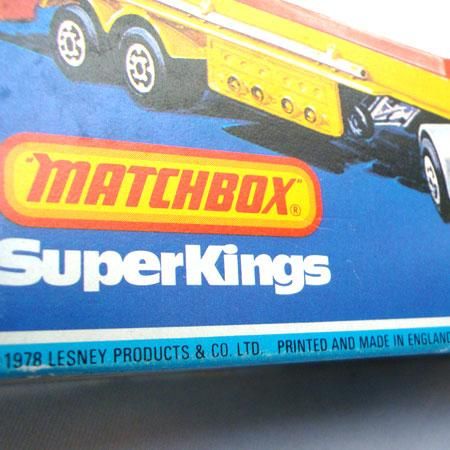 "MATCHBOX"®
SuperKings
1978 LESNEY PRODUCTS & CO. LTD. PRINTED AND MADE IN ENGLAND